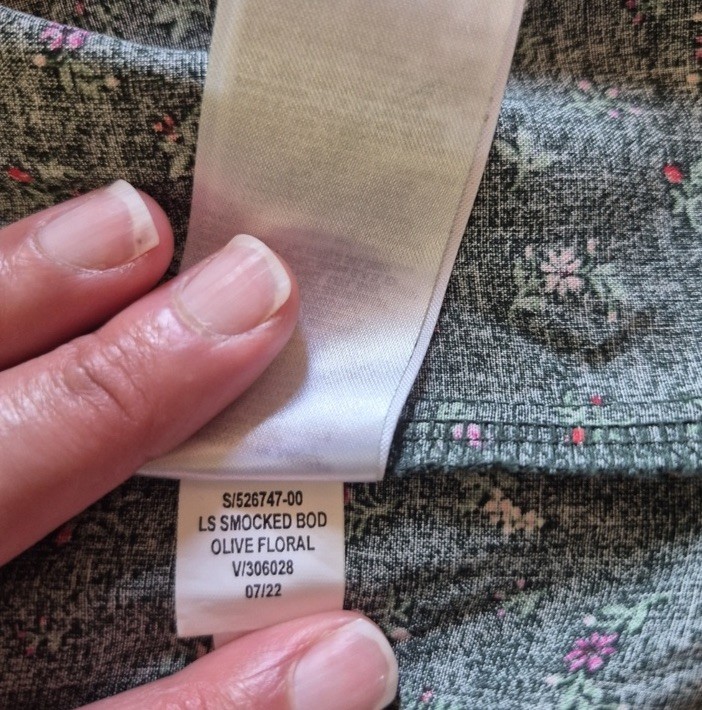 S/526747-00
LS SMOCKED BOD
OLIVE FLORAL
V/306028
07/22